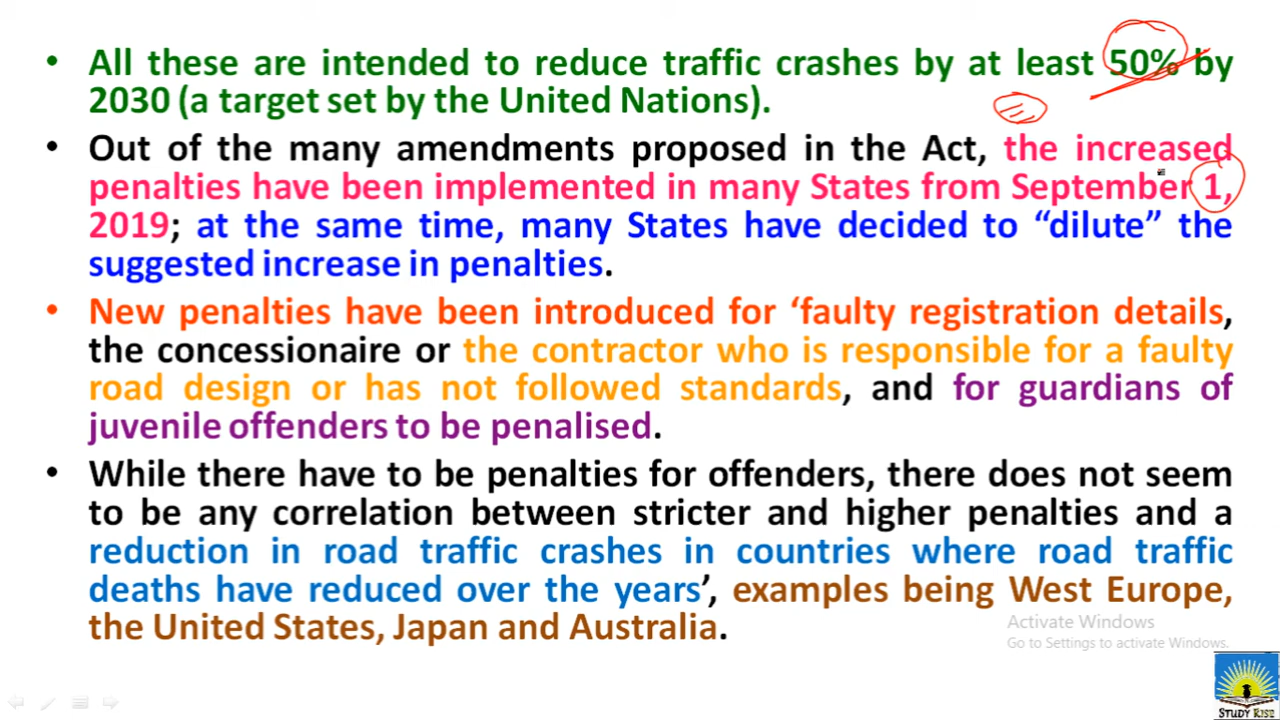 • All these are intended to reduce traffic crashes by at least 50% by
2030 (a target set by the United Nations).
• Out of the many amendments proposed in the Act, the increased
penalties have been implemented in many States from September 1,
2019; at the same time, many States have decided to “dilute” the
suggested increase in penalties.
• New penalties have been introduced for ‘faulty registration details,
the concessionaire or the contractor who is responsible for a faulty
road design or has not followed standards, and for guardians of
juvenile offenders to be penalised.
• While there have to be penalties for offenders, there does not seem
to be any correlation between stricter and higher penalties and a
reduction in road traffic crashes in countries where road traffic
deaths have reduced over the years’, examples being West Europe,
the United States, Japan and Australia.
Activate Windows
Go to Settings to activate Windows.
STUDY RISE